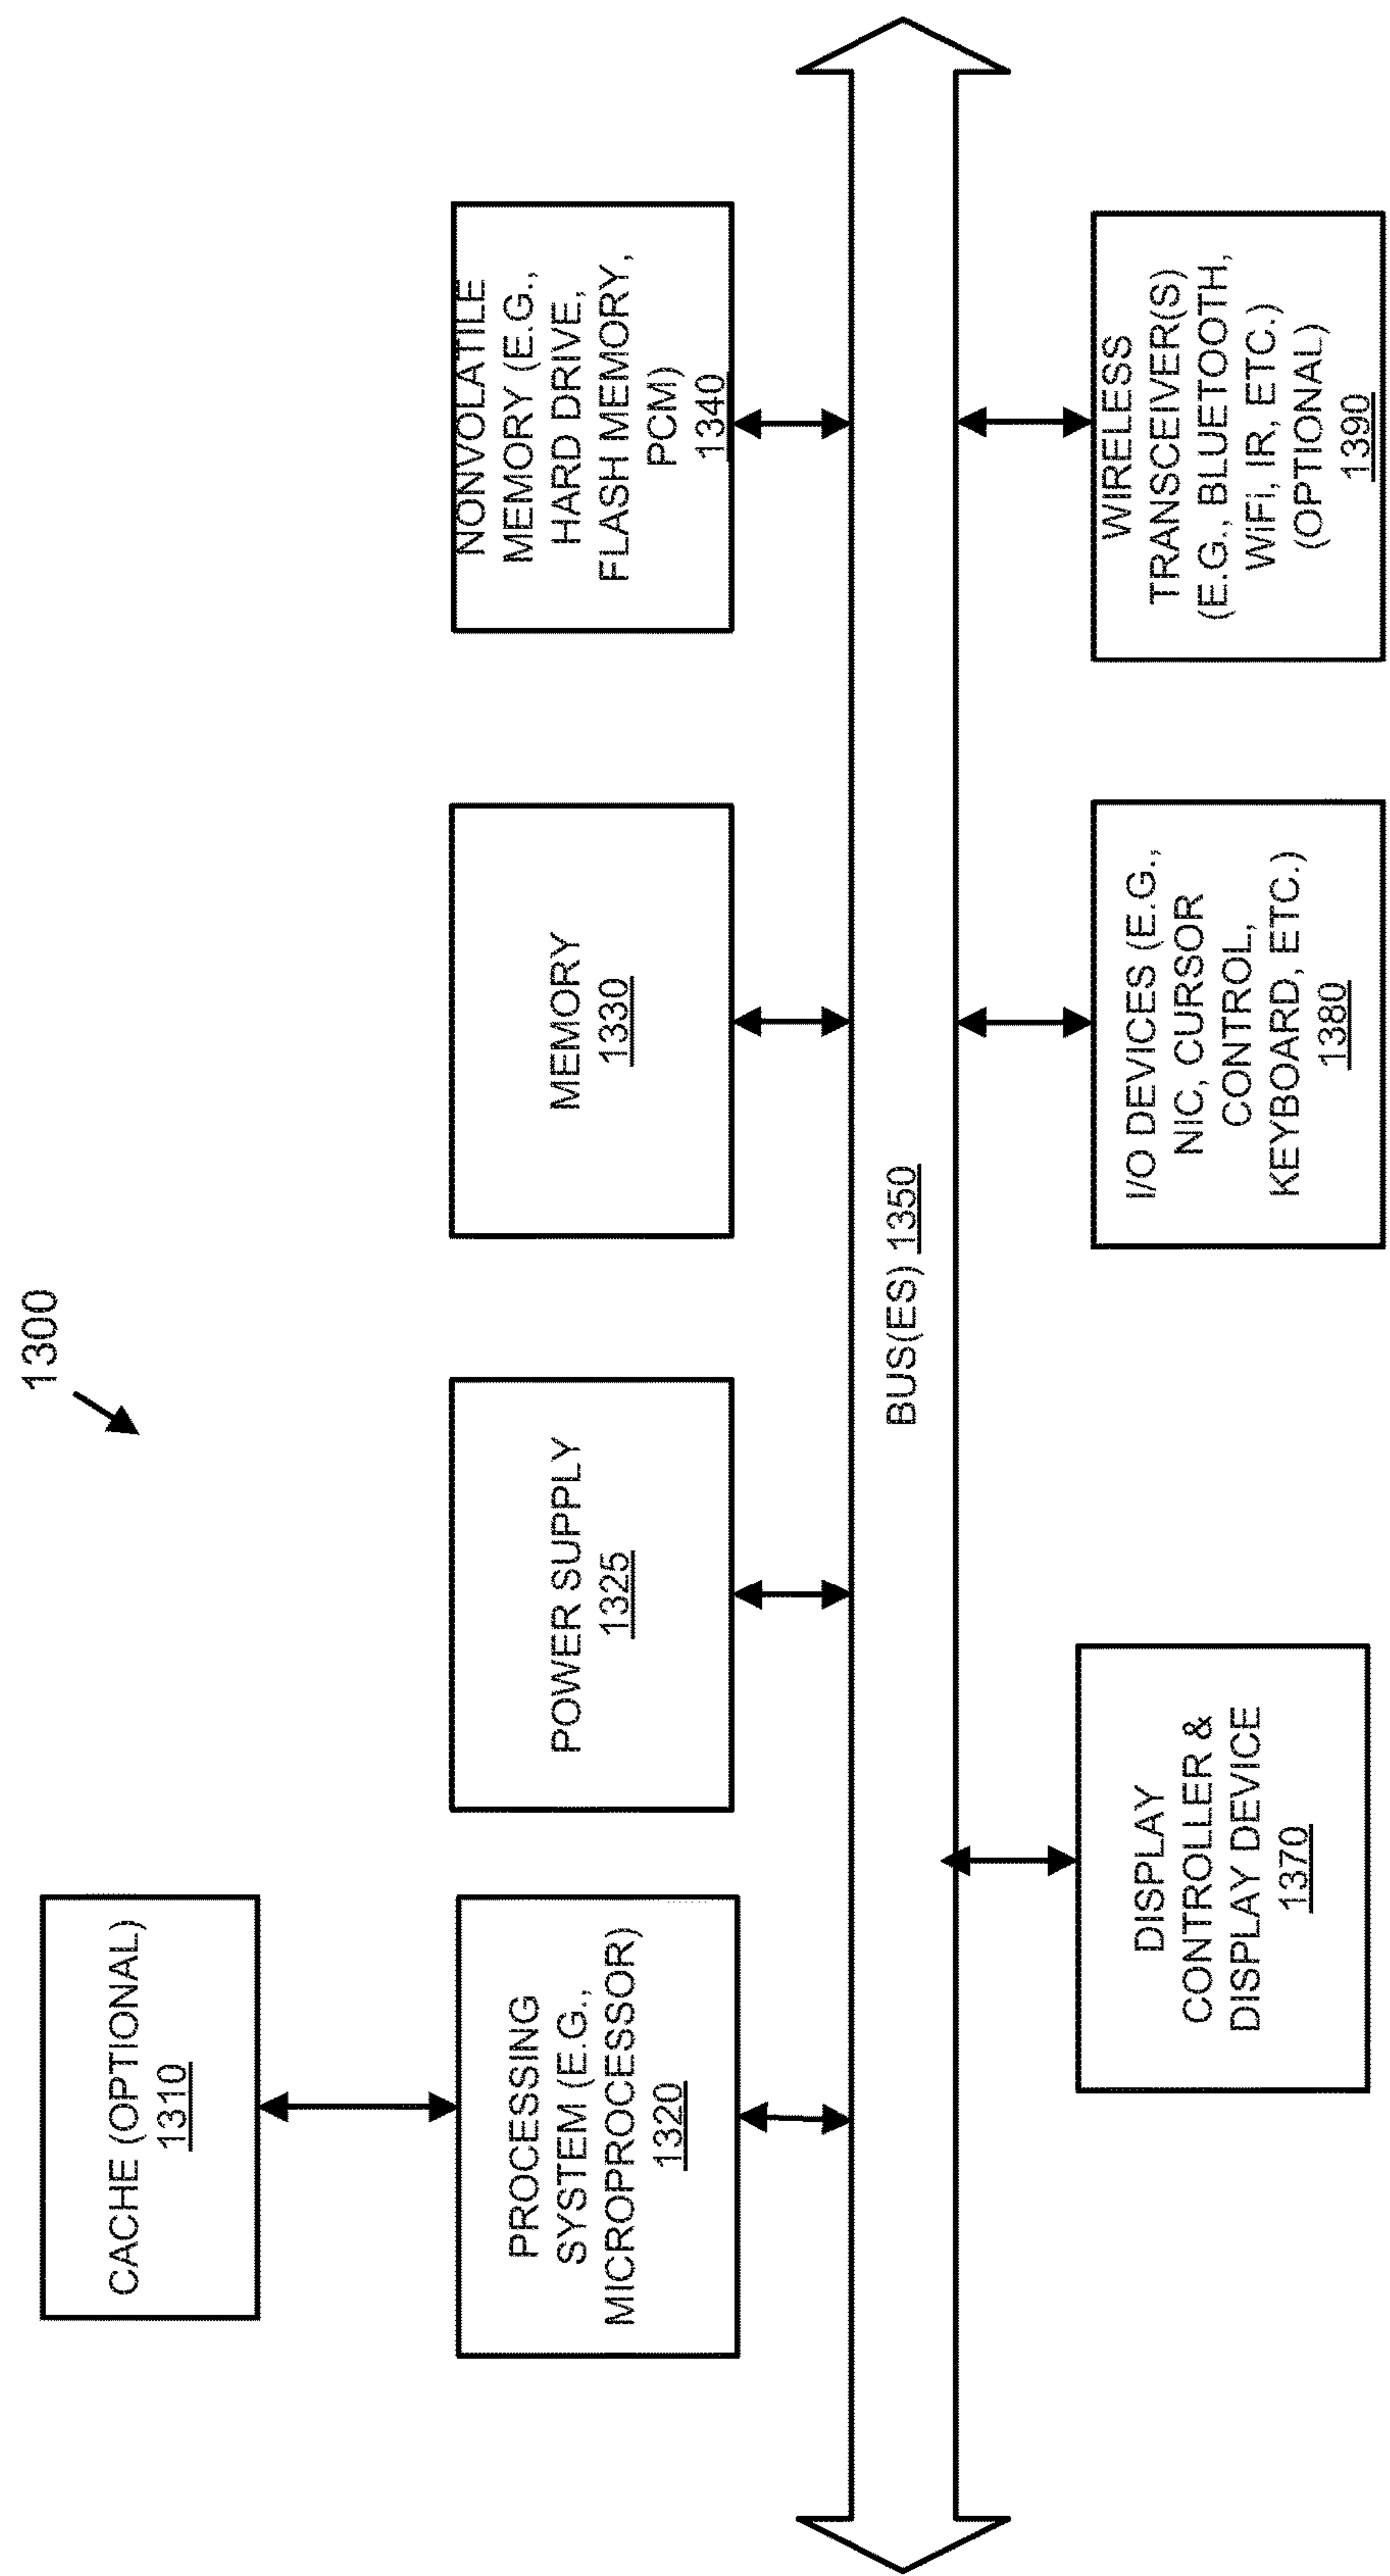 1300
CACHE (OPTIONAL)
1310
PROCESSING
SYSTEM (E.G.,
MICROPROCESSOR)
1320
POWER SUPPLY
1325
MEMORY
1330
NONVOLATILE
MEMORY (E.G.,
HARD DRIVE,
FLASH MEMORY,
PCM)
1340
BUS(ES) 1350
DISPLAY
CONTROLLER &
DISPLAY DEVICE
1370
I/O DEVICES (E.G.,
NIC, CURSOR
CONTROL,
KEYBOARD, ETC.)
1380
WIRELESS
TRANSCEIVER(S)
(E.G., BLUETOOTH,
WiFi, IR, ETC.)
(OPTIONAL)
1390